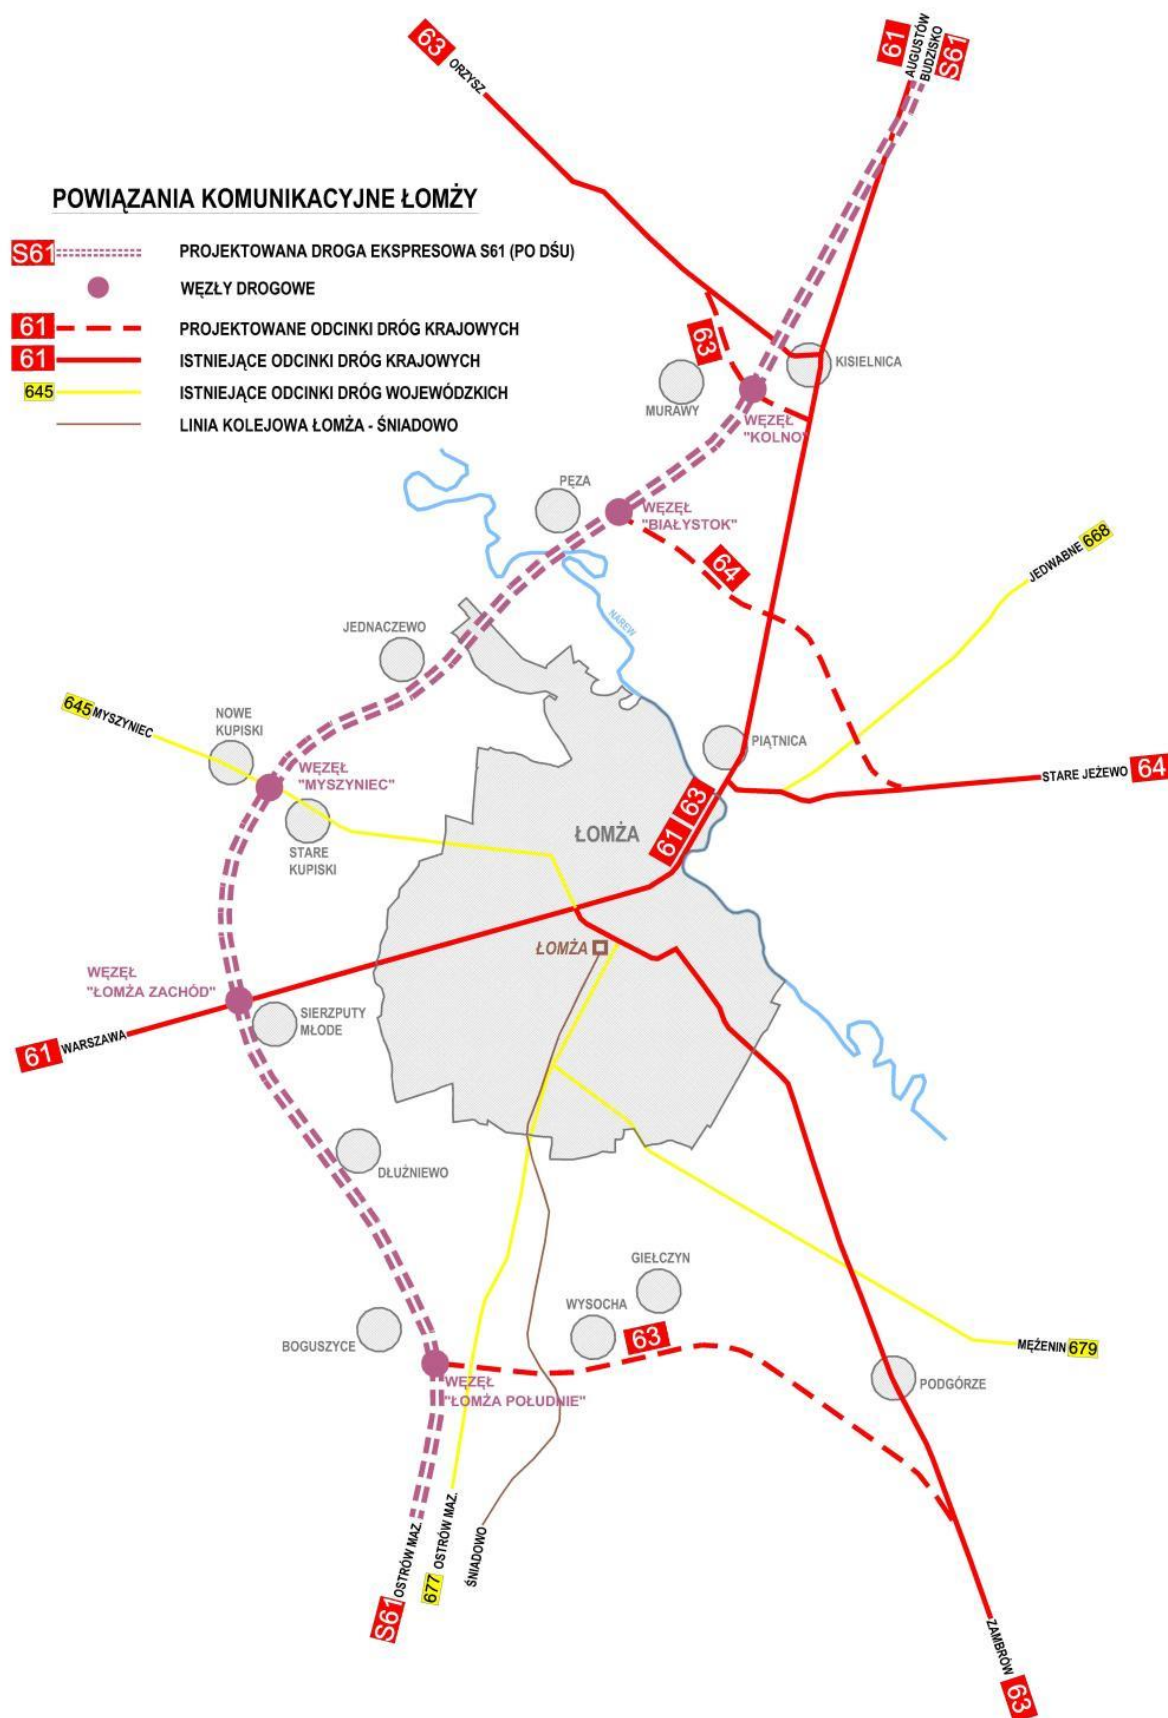 63 ORZYSZ
61 AUGUSTÓW
BUDZISKO S61
POWIĄZANIA KOMUNIKACYJNE ŁOMŻY
S61 PROJEKTOWANA DROGA EKSPRESOWA S61 (PO DŚU)
WĘZŁY DROGOWE
61 PROJEKTOWANE ODCINKI DRÓG KRAJOWYCH
61 ISTNIEJĄCE ODCINKI DRÓG KRAJOWYCH
645 ISTNIEJĄCE ODCINKI DRÓG WOJEWÓDZKICH
LINIA KOLEJOWA ŁOMŻA - ŚNIADOWO
63
KISIELNICA
MURAWY
WĘZEŁ
"KOLNO"
PĘZA
WĘZEŁ
"BIAŁYSTOK"
64
JEDWABNE 668
NAREW
JEDNACZEWO
645 MYSZYNIEC
NOWE
KUPISKI
WĘZEŁ
"MYSZYNIEC"
STARE
KUPISKI
PIĄTNICA
STARE JEŻEWO 64
61 63
ŁOMŻA
ŁOMŻA
WĘZEŁ
"ŁOMŻA ZACHÓD"
SIERZPUTY
MŁODE
61 WARSZAWA
DŁUŻNIEWO
GIEŁCZYN
WYSOCHA
63
BOGUSZYCE
MĘŻENIN 679
PODGÓRZE
WĘZEŁ
"ŁOMŻA POŁUDNIE"
S61 OSTRÓW MAZ.
677 OSTRÓW MAZ.
ŚNIADOWO
ZAMBRÓW 63